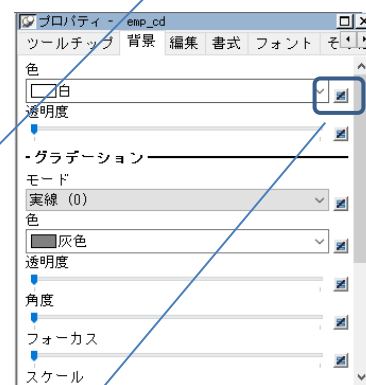 プロパティ - emp_cd
ツールチップ 背景 編集 書式 フォント
色
白
透明度
グラデーション
モード
実線 (0)
色
灰色
透明度
角度
フォーカス
スケール